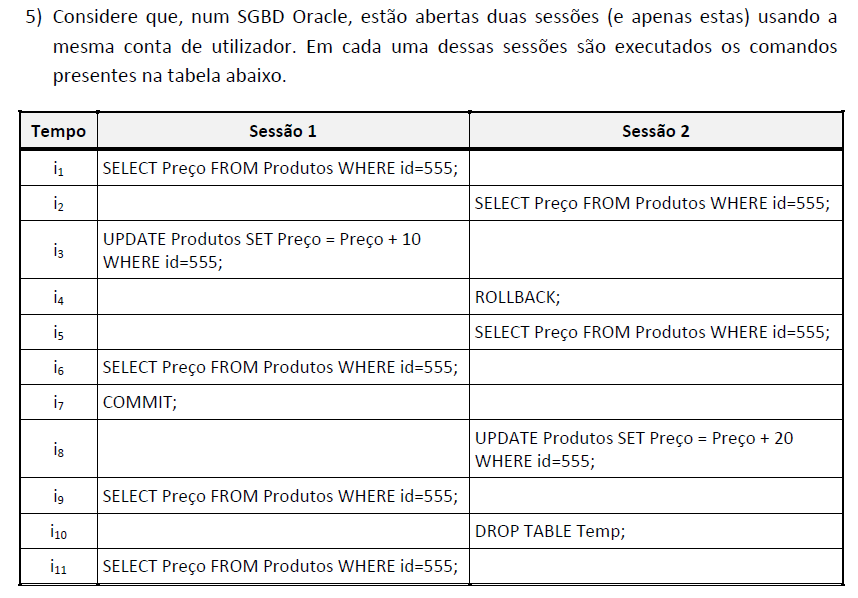 5) Considere que, num SGBD Oracle, estão abertas duas sessões (e apenas estas) usando a
mesma conta de utilizador. Em cada uma dessas sessões são executados os comandos
presentes na tabela abaixo.
Tempo Sessão 1 Sessão 2
i1 SELECT Preço FROM Produtos WHERE id=555;
i2 SELECT Preço FROM Produtos WHERE id=555;
i3 UPDATE Produtos SET Preço = Preço + 10
WHERE id=555;
i4 ROLLBACK;
i5 SELECT Preço FROM Produtos WHERE id=555;
i6 SELECT Preço FROM Produtos WHERE id=555;
i7 COMMIT;
i8 UPDATE Produtos SET Preço = Preço + 20
WHERE id=555;
i9 SELECT Preço FROM Produtos WHERE id=555;
i10 DROP TABLE Temp;
i11 SELECT Preço FROM Produtos WHERE id=555;